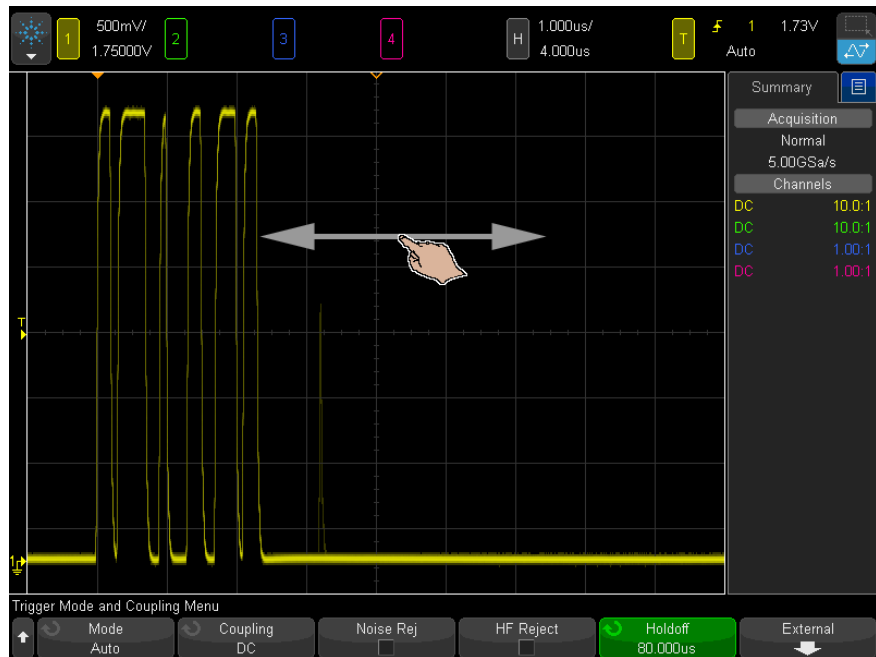 1 500mV/ 2 3 4 H 1.000us/ T 1 1.73V
1.75000V 4.000us Auto
Summary
Acquisition
Normal
5.00GSa/s
Channels
DC 10.0:1
DC 10.0:1
DC 1.00:1
DC 1.00:1
T
1
Trigger Mode and Coupling Menu
Mode Coupling Noise Rej HF Reject Holdoff External
Auto DC 80.000us